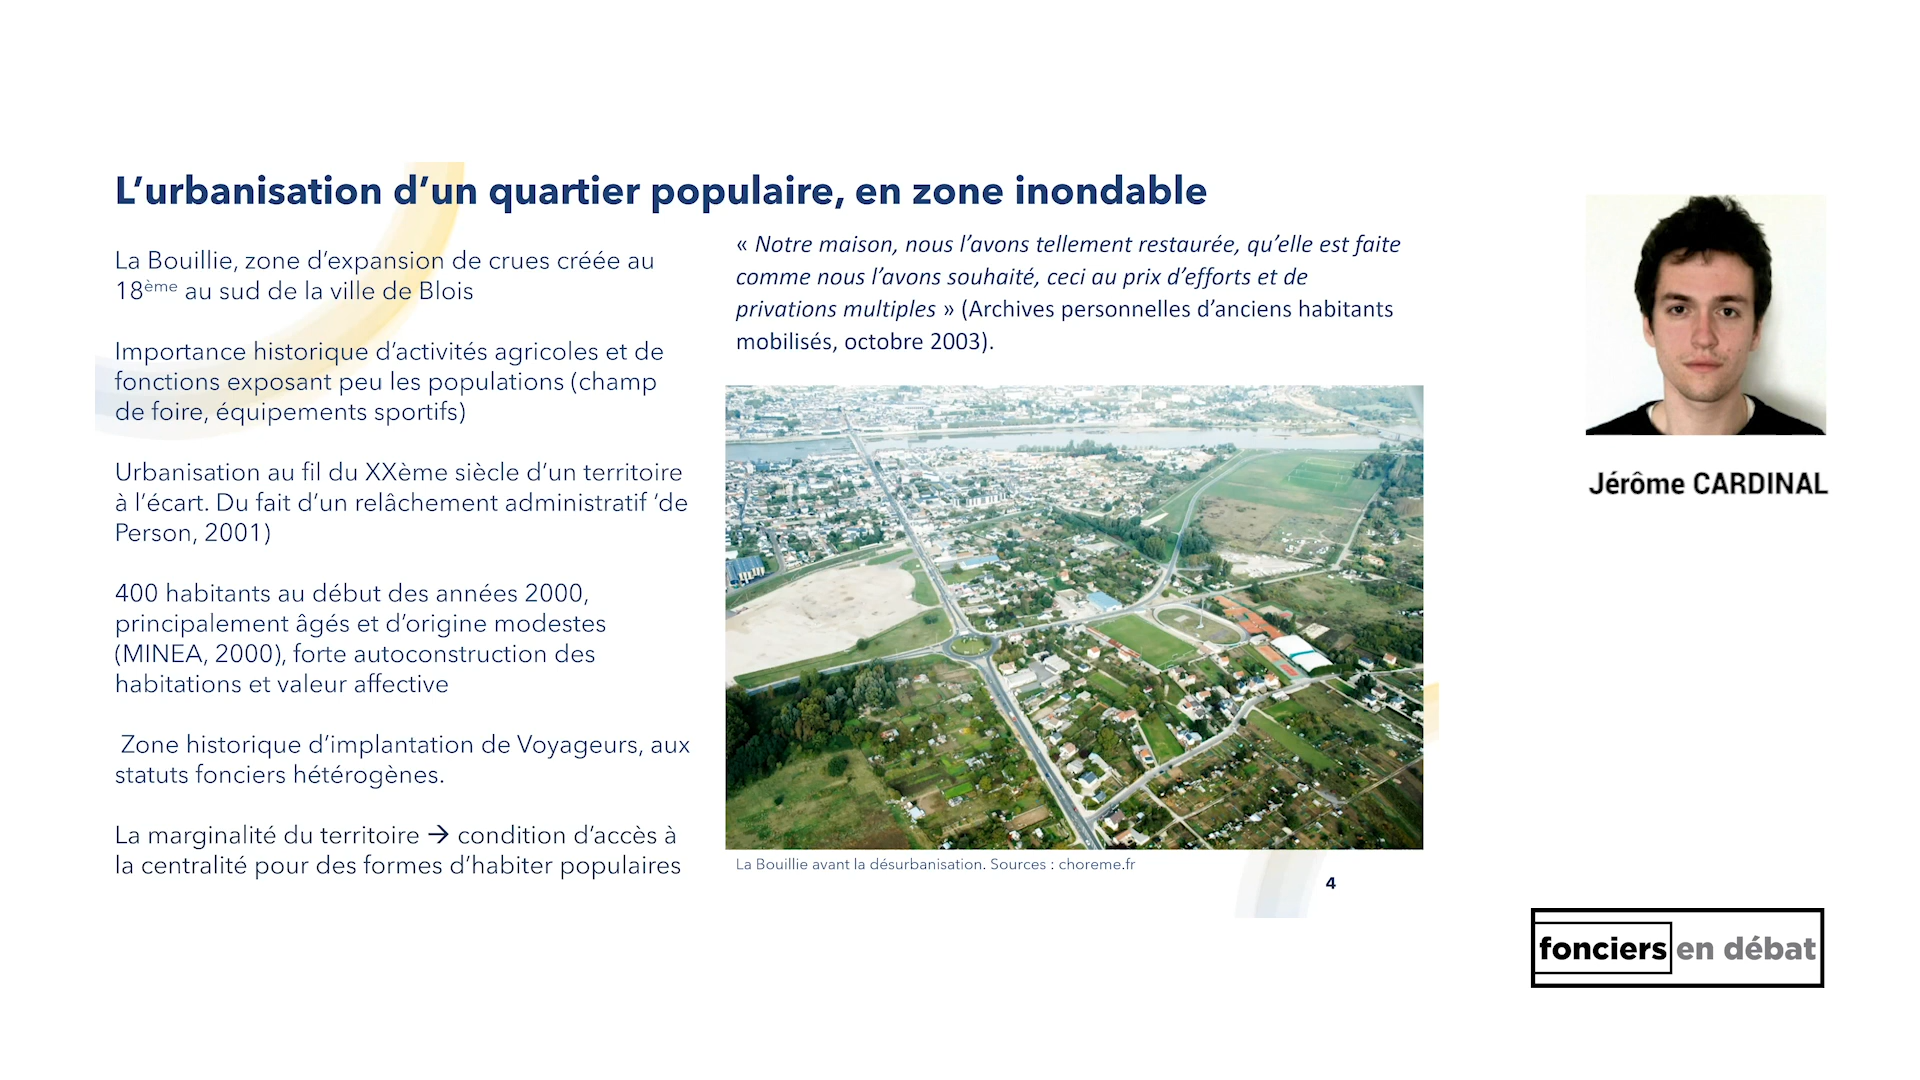 L’urbanisation d’un quartier populaire, en zone inondable
La Bouillie, zone d’expansion de crues créée au
18ème au sud de la ville de Blois
Importance historique d’activités agricoles et de
fonctions exposant peu les populations (champ
de foire, équipements sportifs)
Urbanisation au fil du XXème siècle d’un territoire
à l’écart. Du fait d’un relâchement administratif ‘de
Person, 2001)
400 habitants au début des années 2000,
principalement âgés et d’origine modestes
(MINEA, 2000), forte autoconstruction des
habitations et valeur affective
Zone historique d’implantation de Voyageurs, aux
statuts fonciers hétérogènes.
La marginalité du territoire → condition d’accès à
la centralité pour des formes d’habiter populaires
« Notre maison, nous l’avons tellement restaurée, qu’elle est faite
comme nous l’avons souhaité, ceci au prix d’efforts et de
privations multiples » (Archives personnelles d’anciens habitants
mobilisés, octobre 2003).
La Bouillie avant la désurbanisation. Sources : choreme.fr
4
Jérôme CARDINAL
fonciers en débat